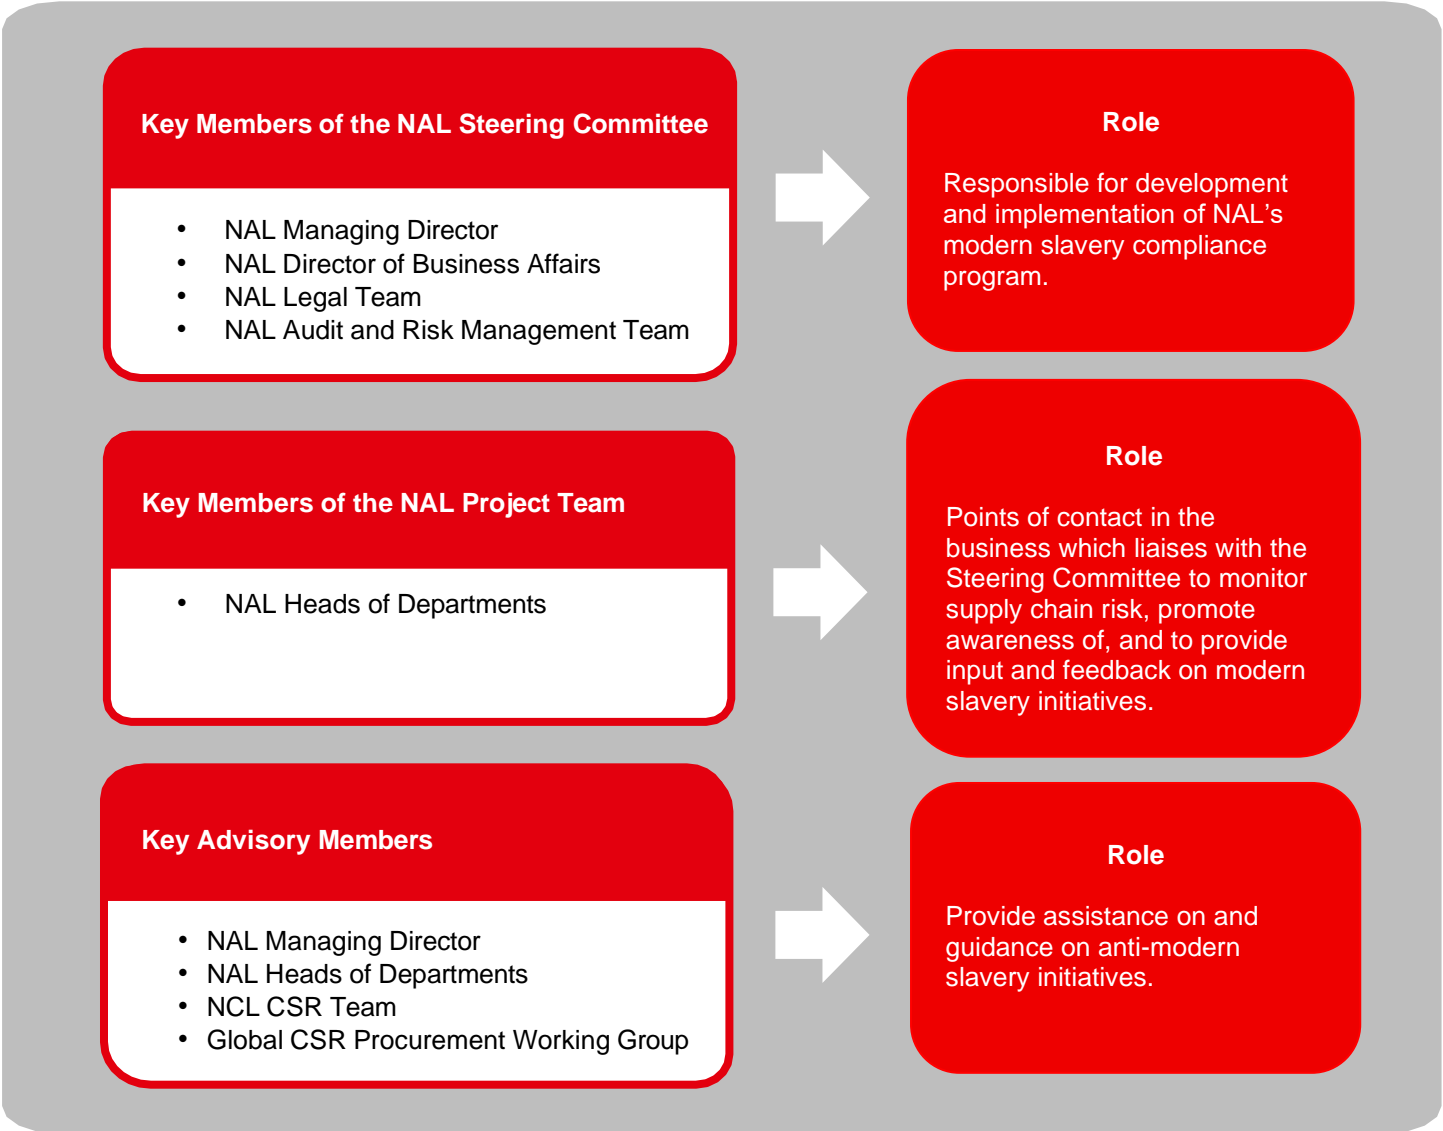 Key Members of the NAL Steering Committee
• NAL Managing Director
• NAL Director of Business Affairs
• NAL Legal Team
• NAL Audit and Risk Management Team
Role
Responsible for development
and implementation of NAL’s
modern slavery compliance
program.
Key Members of the NAL Project Team
• NAL Heads of Departments
Role
Points of contact in the
business which liaises with the
Steering Committee to monitor
supply chain risk, promote
awareness of, and to provide
input and feedback on modern
slavery initiatives.
Key Advisory Members
• NAL Managing Director
• NAL Heads of Departments
• NCL CSR Team
• Global CSR Procurement Working Group
Role
Provide assistance on and
guidance on anti-modern
slavery initiatives.